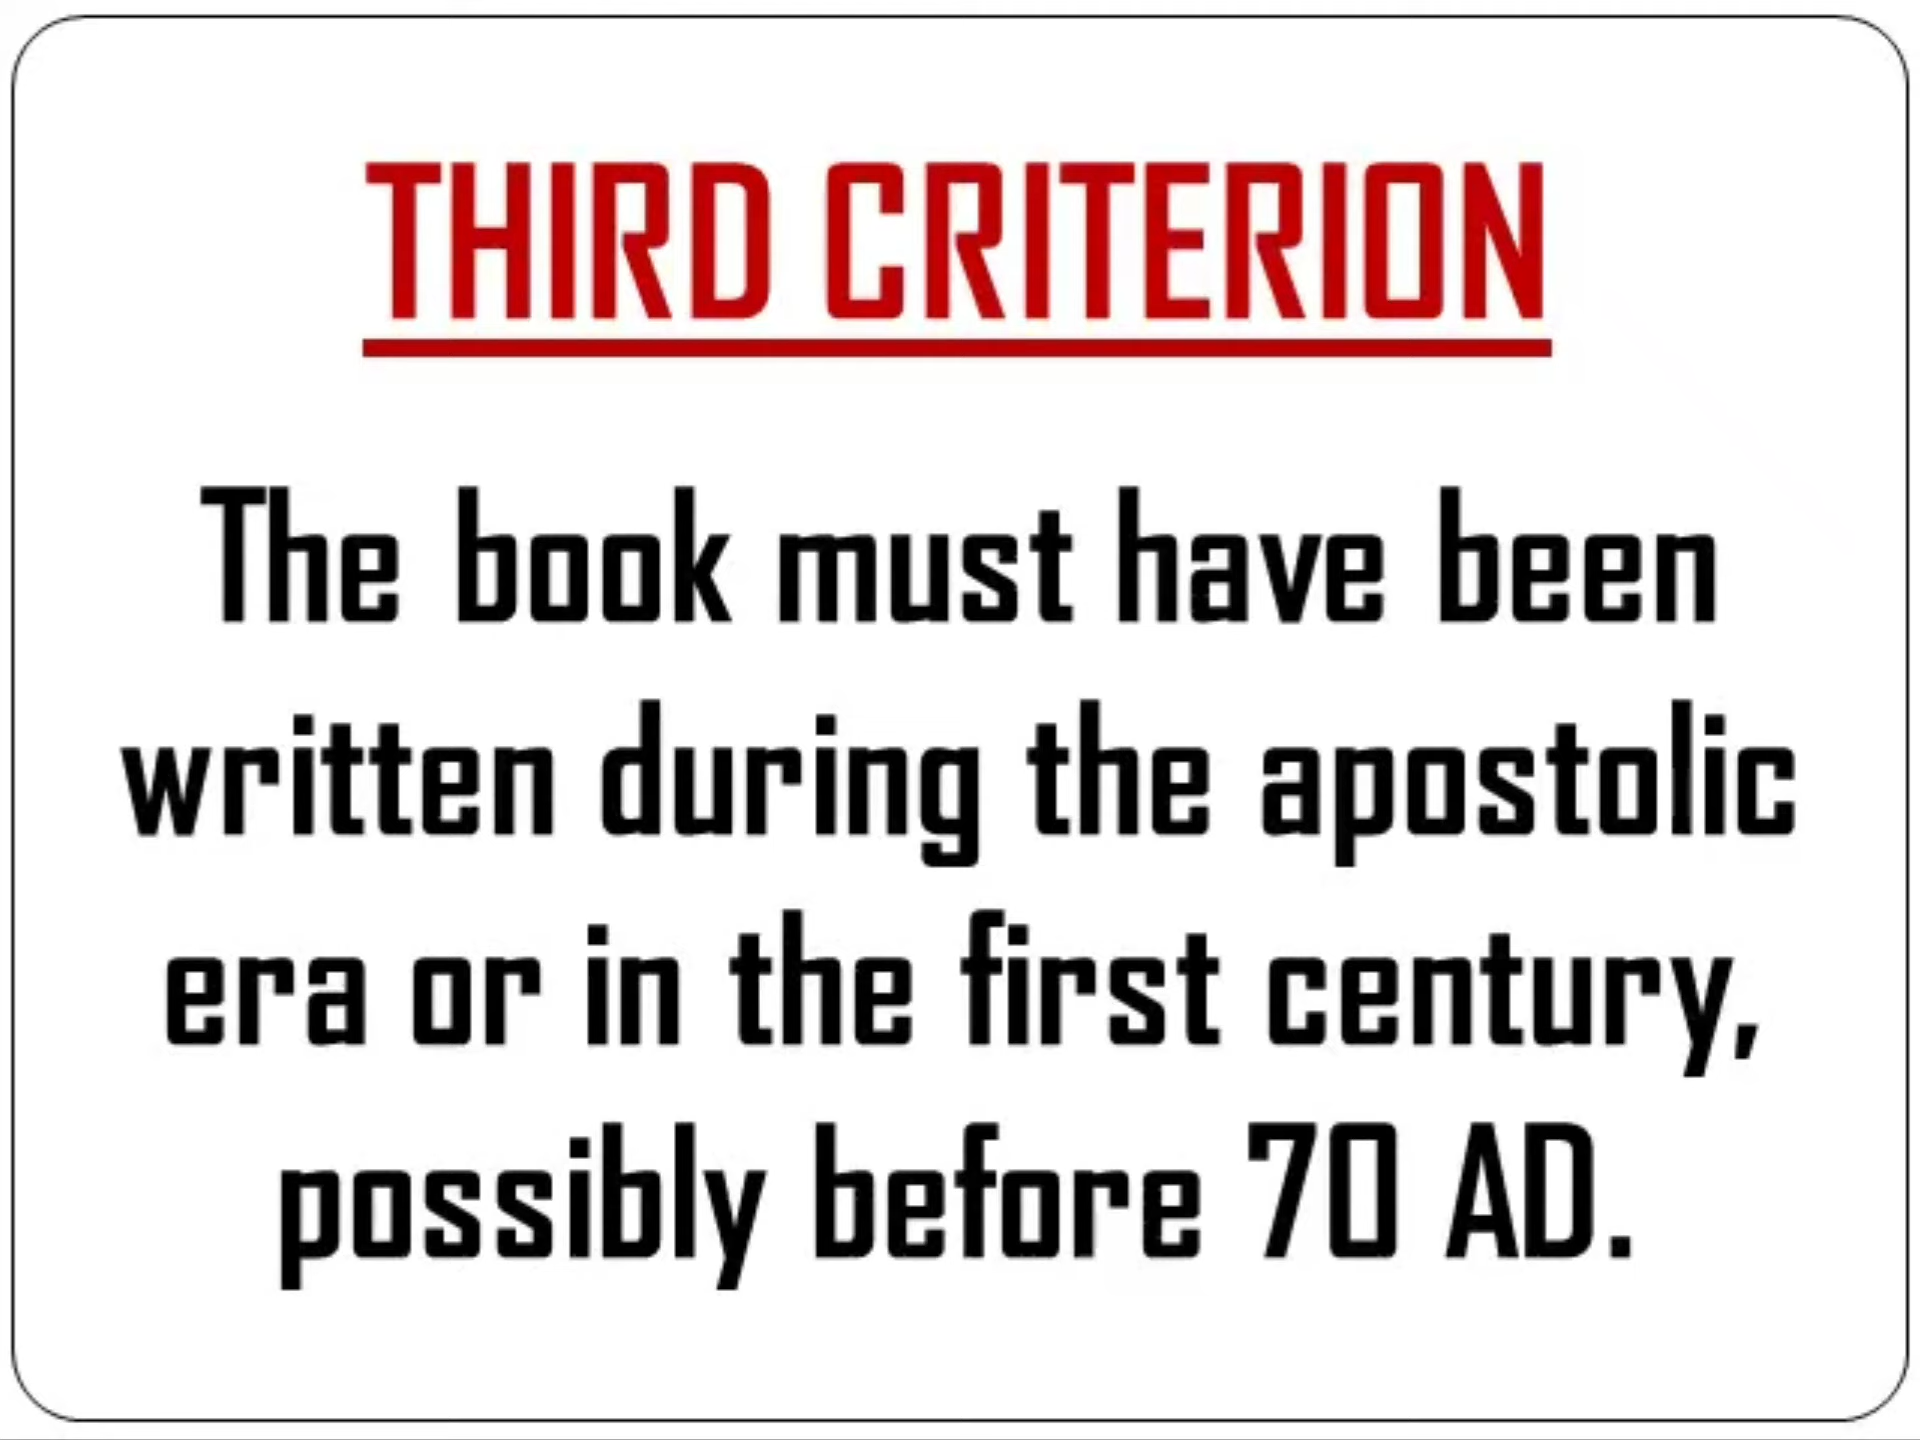 THIRD CRITERION
The book must have been
written during the apostolic
era or in the first century,
possibly before 70 AD.